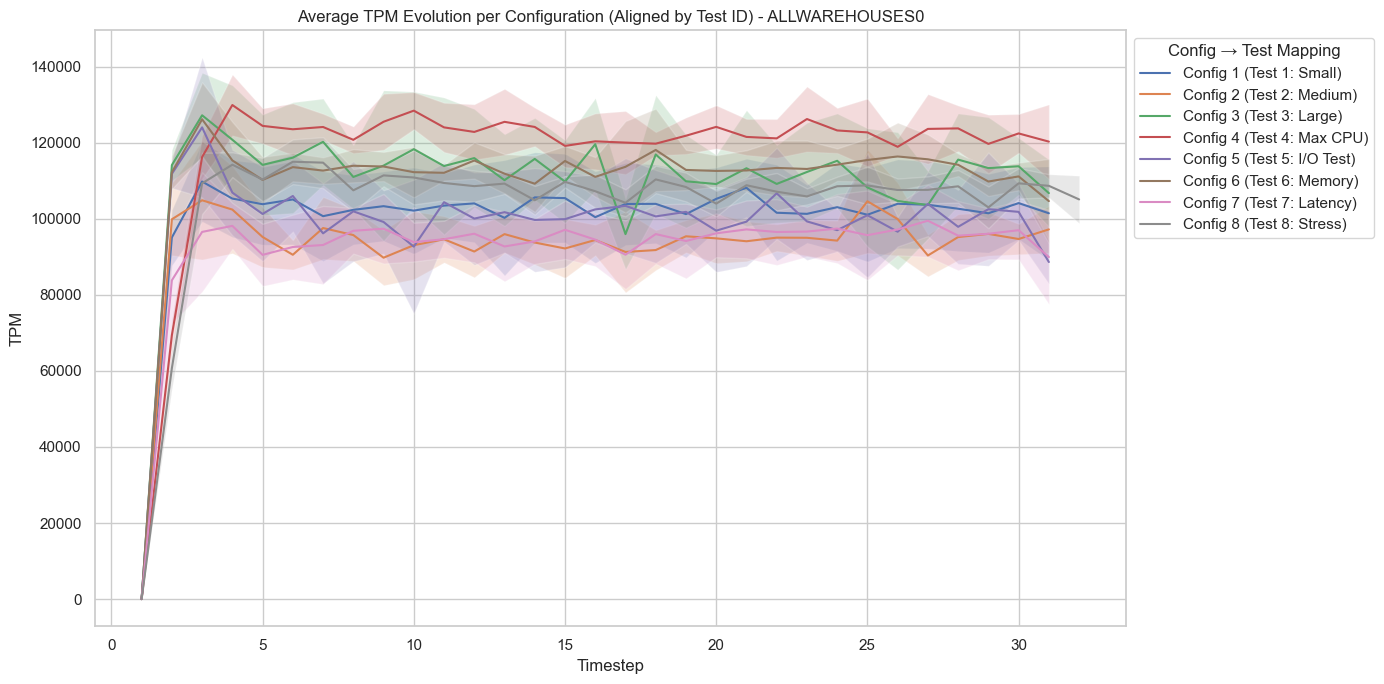 Average TPM Evolution per Configuration (Aligned by Test ID) - ALLWAREHOUSES0
140000
120000
100000
80000
60000
40000
20000
0
TPM
0
5
10
15
20
25
30
Timestep
Config → Test Mapping
Config 1 (Test 1: Small)
Config 2 (Test 2: Medium)
Config 3 (Test 3: Large)
Config 4 (Test 4: Max CPU)
Config 5 (Test 5: I/O Test)
Config 6 (Test 6: Memory)
Config 7 (Test 7: Latency)
Config 8 (Test 8: Stress)